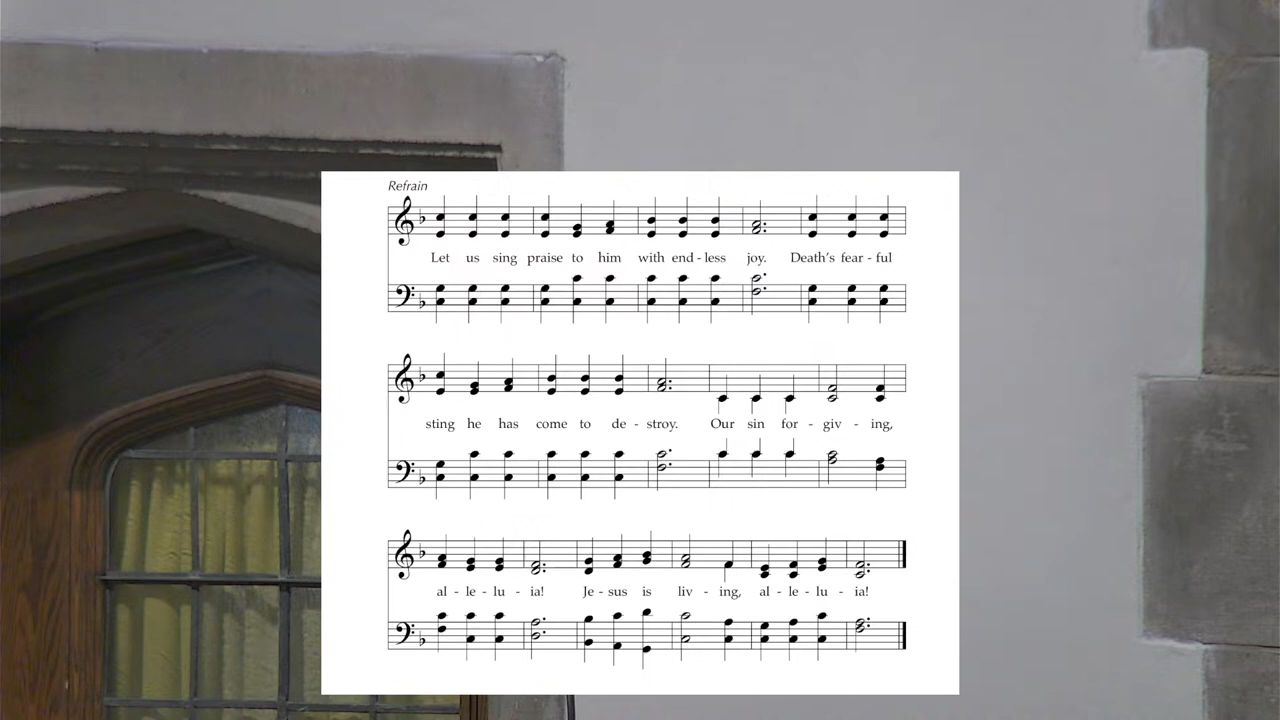 Refrain
Let us sing praise to him with end - less joy. Death's fear - ful
sting he has come to de - stroy. Our sin for - giv - ing,
al - le - lu - ia! Je - sus is liv - ing, al - le - lu - ia!